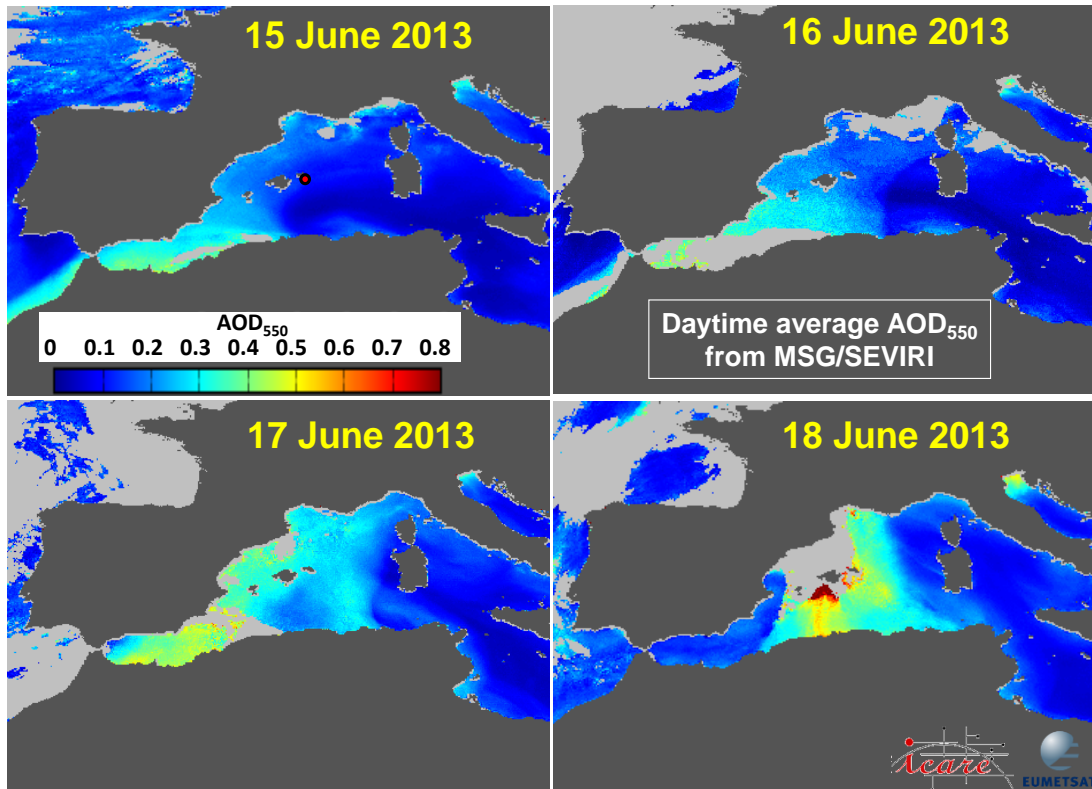 15 June 2013
16 June 2013
AOD550
0 0.1 0.2 0.3 0.4 0.5 0.6 0.7 0.8
Daytime average AOD550
from MSG/SEVIRI
17 June 2013
18 June 2013
icare
EUMETSAT